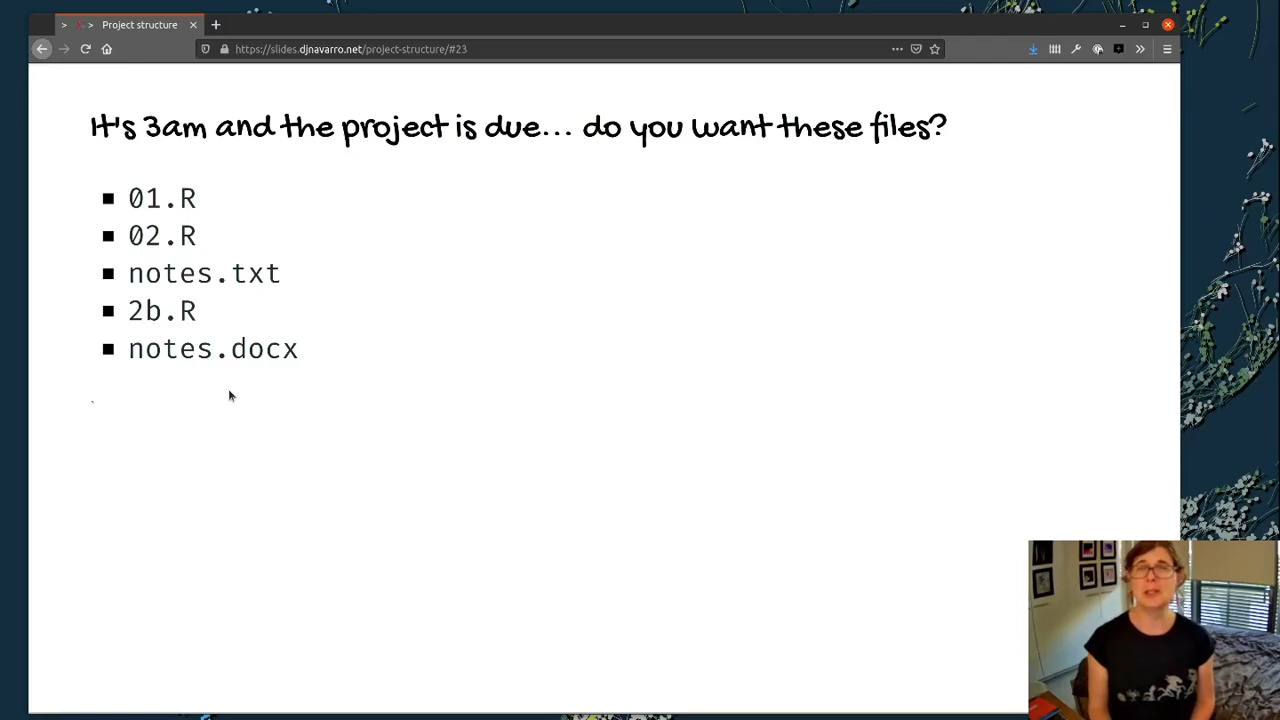 Project structure
https://slides.djnavarro.net/project-structure/#23
It's 3am and the project is due... do you want these files?
01.R
02.R
notes.txt
2b.R
notes.docx
`